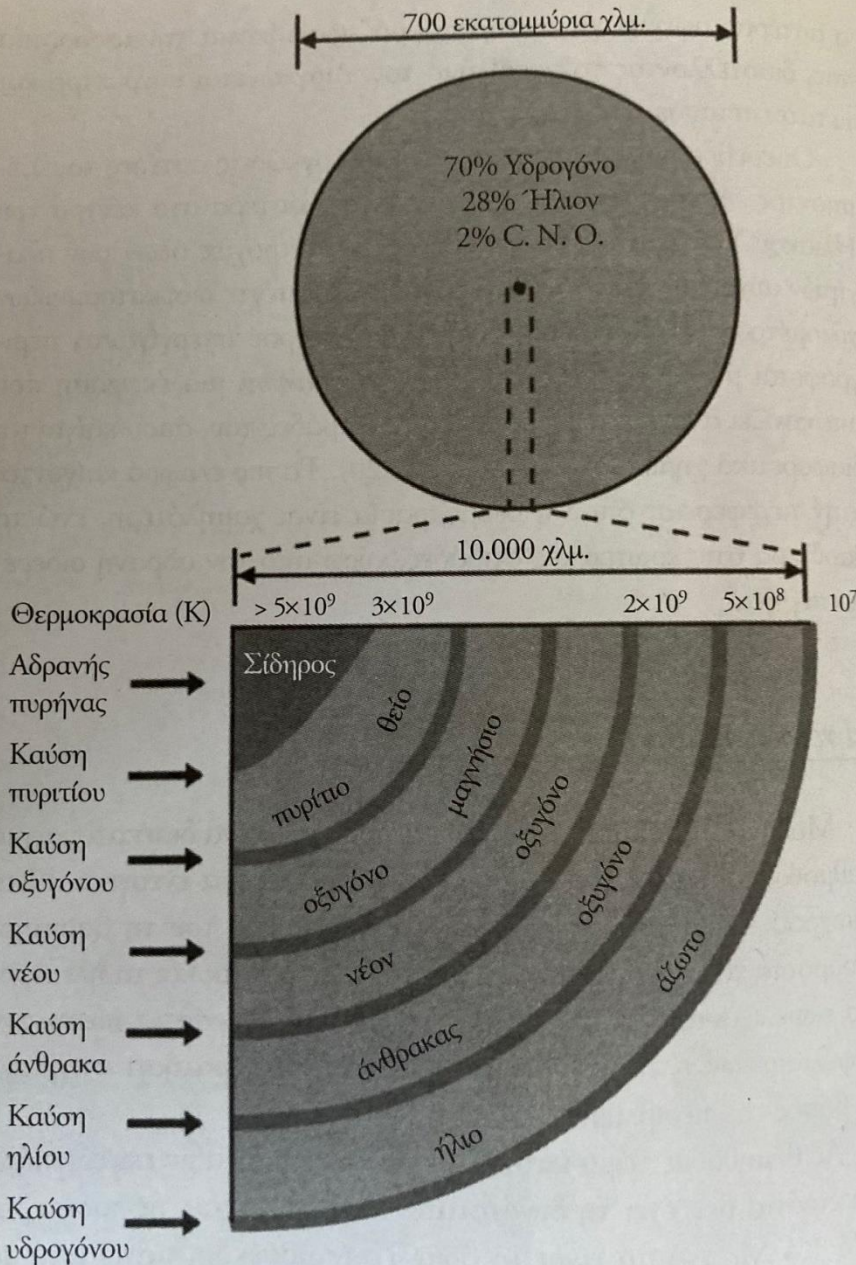 700 εκατομμύρια χλμ.
70% Υδρογόνο
28% Ήλιον
2% C. N. O.
10.000 χλμ.
Θερμοκρασία (Κ) > 5×10⁹ 3×10⁹ 2×10⁹ 5×10⁸ 10⁷
Αδρανής
πυρήνας
Καύση
πυριτίου
Καύση
οξυγόνου
Καύση
νέου
Καύση
άνθρακα
Καύση
ηλίου
Καύση
υδρογόνου
Σίδηρος
θείο
πυρίτιο
μαγνήσιο
οξυγόνο
οξυγόνο
νέον
οξυγόνο
άνθρακας
άζωτο
ήλιο